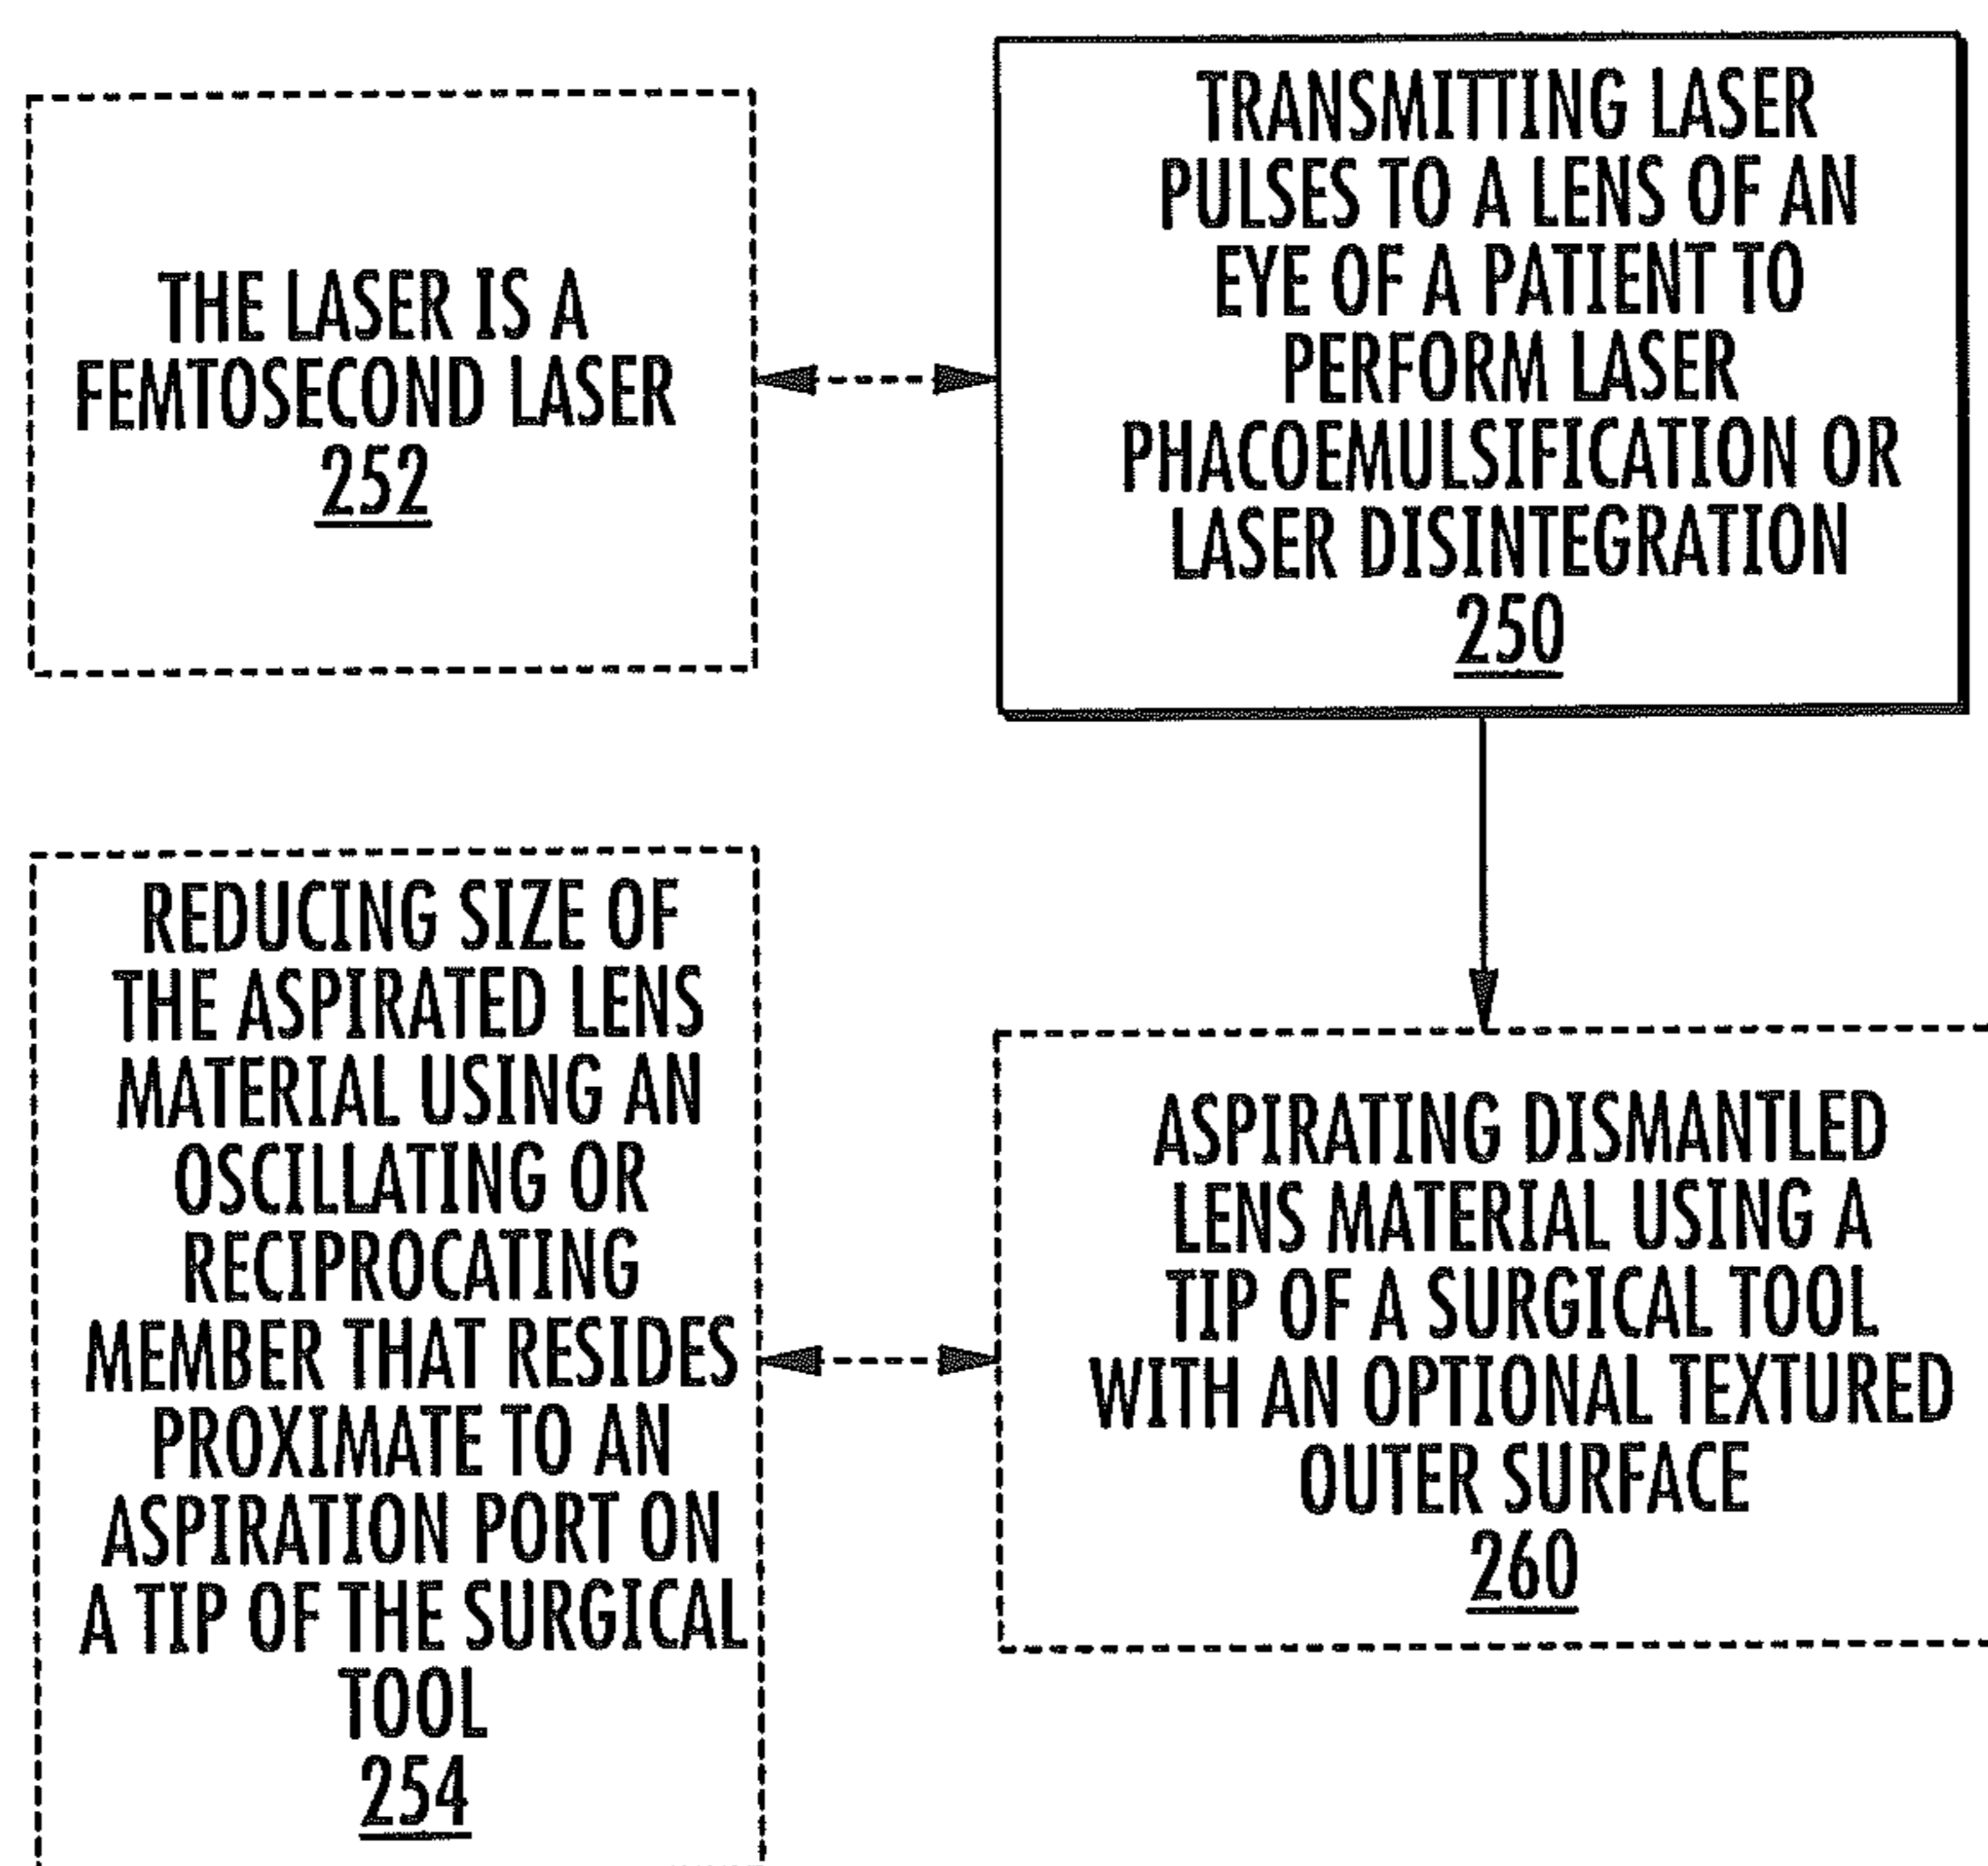 THE LASER IS A
FEMTOSECOND LASER
252
TRANSMITTING LASER
PULSES TO A LENS OF AN
EYE OF A PATIENT TO
PERFORM LASER
PHACOEMULSIFICATION OR
LASER DISINTEGRATION
250
REDUCING SIZE OF
THE ASPIRATED LENS
MATERIAL USING AN
OSCILLATING OR
RECIPROCATING
MEMBER THAT RESIDES
PROXIMATE TO AN
ASPIRATION PORT ON
A TIP OF THE SURGICAL
TOOL
254
ASPIRATING DISMANTLED
LENS MATERIAL USING A
TIP OF A SURGICAL TOOL
WITH AN OPTIONAL TEXTURED
OUTER SURFACE
260